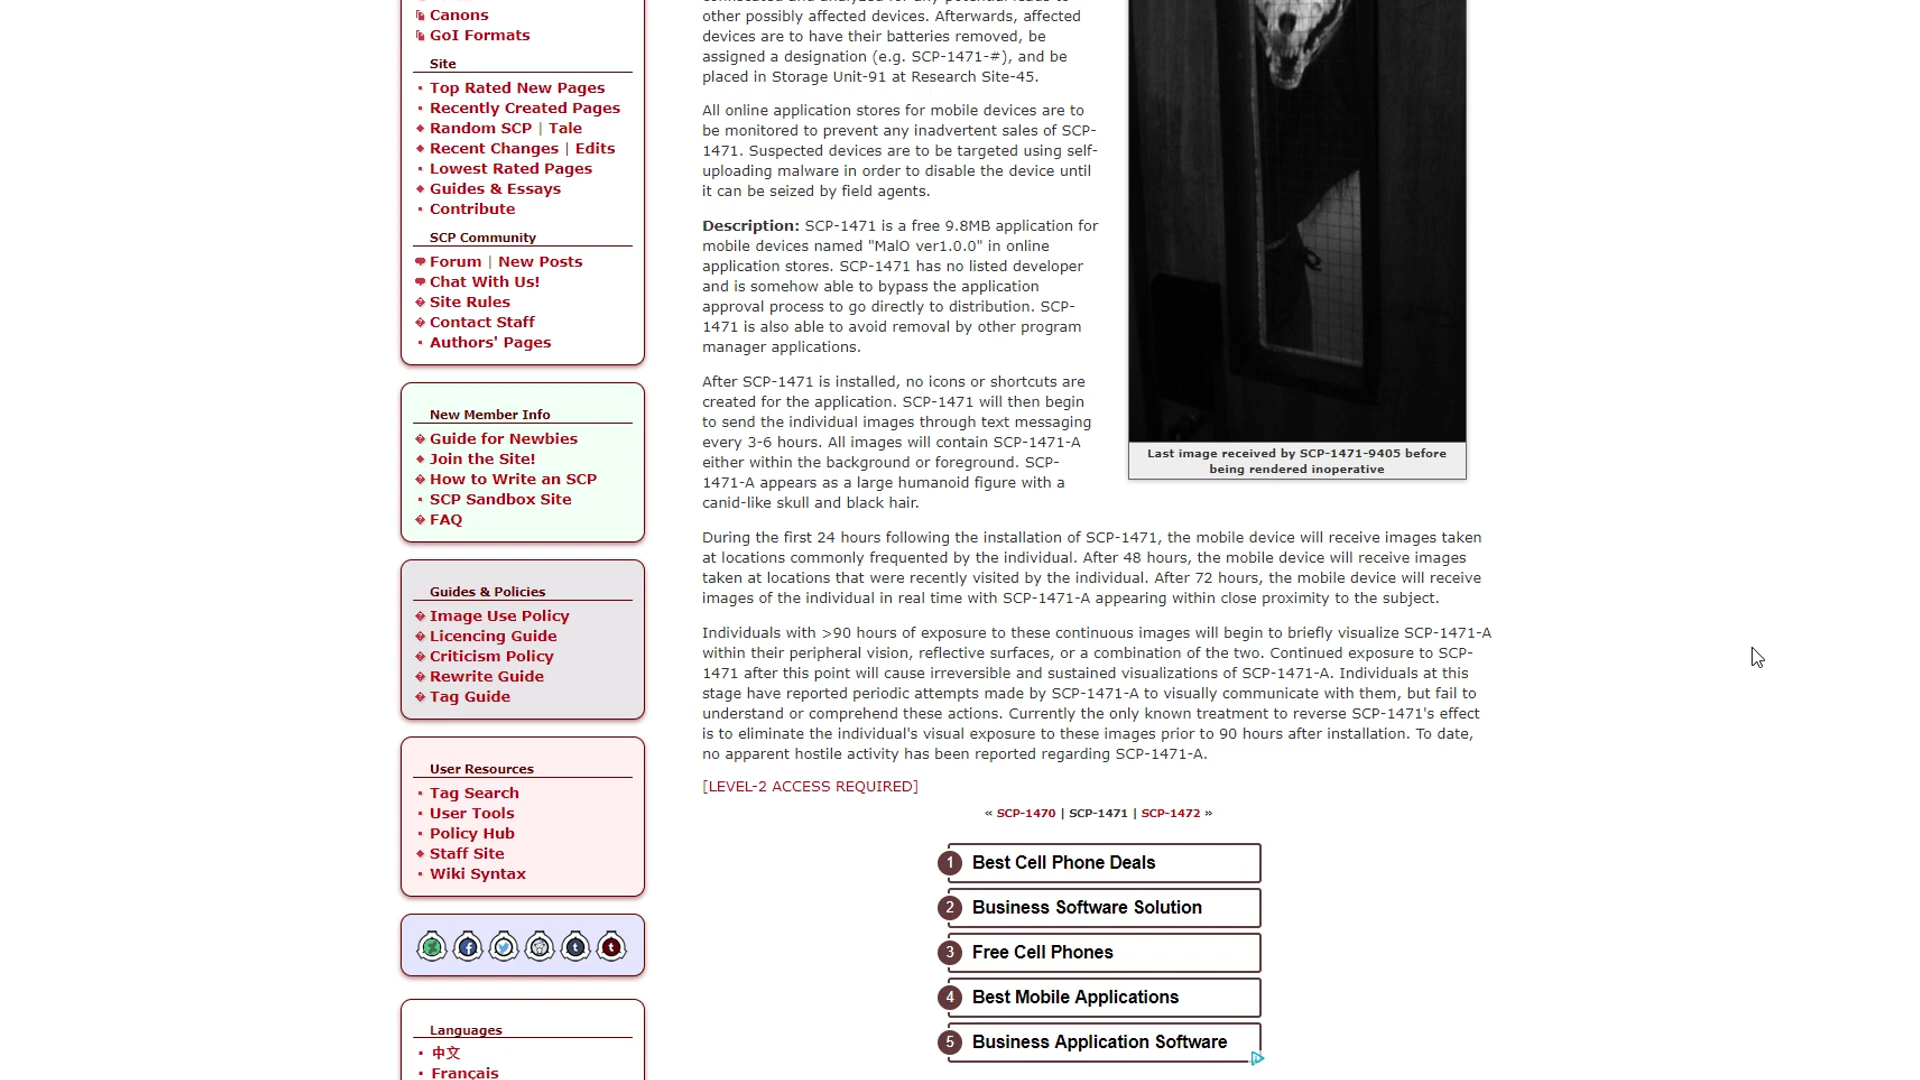 Canons
GoI Formats
Site
Top Rated New Pages
Recently Created Pages
Random SCP | Tale
Recent Changes | Edits
Lowest Rated Pages
Guides & Essays
Contribute
SCP Community
Forum | New Posts
Chat With Us!
Site Rules
Contact Staff
Authors' Pages
New Member Info
Guide for Newbies
Join the Site!
How to Write an SCP
SCP Sandbox Site
FAQ
Guides & Policies
Image Use Policy
Licencing Guide
Criticism Policy
Rewrite Guide
Tag Guide
User Resources
Tag Search
User Tools
Policy Hub
Staff Site
Wiki Syntax
Languages
中文
Français
other possibly affected devices. Afterwards, affected
devices are to have their batteries removed, be
assigned a designation (e.g. SCP-1471-#), and be
placed in Storage Unit-91 at Research Site-45.
All online application stores for mobile devices are to
be monitored to prevent any inadvertent sales of SCP-
1471. Suspected devices are to be targeted using self-
uploading malware in order to disable the device until
it can be seized by field agents.
Description: SCP-1471 is a free 9.8MB application for
mobile devices named "MalO ver1.0.0" in online
application stores. SCP-1471 has no listed developer
and is somehow able to bypass the application
approval process to go directly to distribution. SCP-
1471 is also able to avoid removal by other program
manager applications.
After SCP-1471 is installed, no icons or shortcuts are
created for the application. SCP-1471 will then begin
to send the individual images through text messaging
every 3-6 hours. All images will contain SCP-1471-A
either within the background or foreground. SCP-
1471-A appears as a large humanoid figure with a
canid-like skull and black hair.
Last image received by SCP-1471-9405 before
being rendered inoperative
During the first 24 hours following the installation of SCP-1471, the mobile device will receive images taken
at locations commonly frequented by the individual. After 48 hours, the mobile device will receive images
taken at locations that were recently visited by the individual. After 72 hours, the mobile device will receive
images of the individual in real time with SCP-1471-A appearing within close proximity to the subject.
Individuals with >90 hours of exposure to these continuous images will begin to briefly visualize SCP-1471-A
within their peripheral vision, reflective surfaces, or a combination of the two. Continued exposure to SCP-
1471 after this point will cause irreversible and sustained visualizations of SCP-1471-A. Individuals at this
stage have reported periodic attempts made by SCP-1471-A to visually communicate with them, but fail to
understand or comprehend these actions. Currently the only known treatment to reverse SCP-1471's effect
is to eliminate the individual's visual exposure to these images prior to 90 hours after installation. To date,
no apparent hostile activity has been reported regarding SCP-1471-A.
[LEVEL-2 ACCESS REQUIRED]
« SCP-1470 | SCP-1471 | SCP-1472 »
1 Best Cell Phone Deals
2 Business Software Solution
3 Free Cell Phones
4 Best Mobile Applications
5 Business Application Software